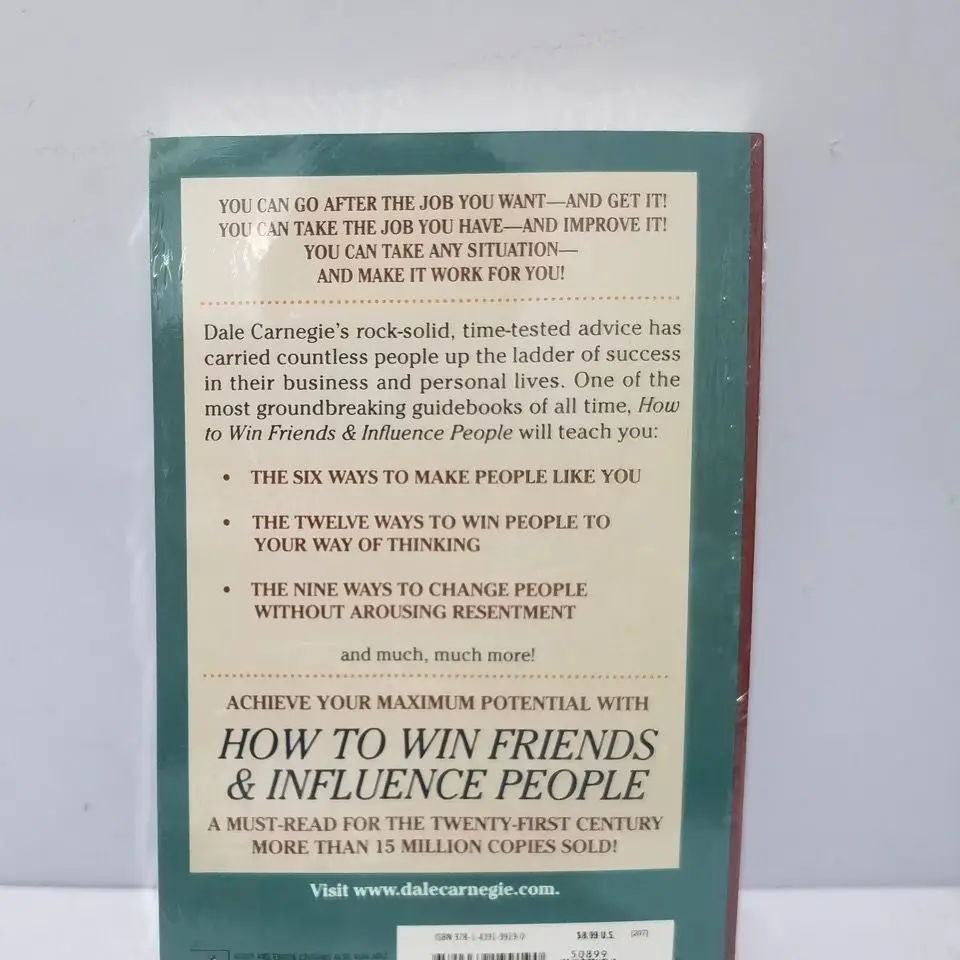 YOU CAN GO AFTER THE JOB YOU WANT—AND GET IT!
YOU CAN TAKE THE JOB YOU HAVE—AND IMPROVE IT!
YOU CAN TAKE ANY SITUATION—
AND MAKE IT WORK FOR YOU!
Dale Carnegie's rock-solid, time-tested advice has
carried countless people up the ladder of success
in their business and personal lives. One of the
most groundbreaking guidebooks of all time, How
to Win Friends & Influence People will teach you:
• THE SIX WAYS TO MAKE PEOPLE LIKE YOU
• THE TWELVE WAYS TO WIN PEOPLE TO
YOUR WAY OF THINKING
• THE NINE WAYS TO CHANGE PEOPLE
WITHOUT AROUSING RESENTMENT
and much, much more!
ACHIEVE YOUR MAXIMUM POTENTIAL WITH
HOW TO WIN FRIENDS
& INFLUENCE PEOPLE
A MUST-READ FOR THE TWENTY-FIRST CENTURY
MORE THAN 15 MILLION COPIES SOLD!
Visit www.dalecarnegie.com.
ISBN 978-1-4391-9919-0 $8.99 U.S.
50899